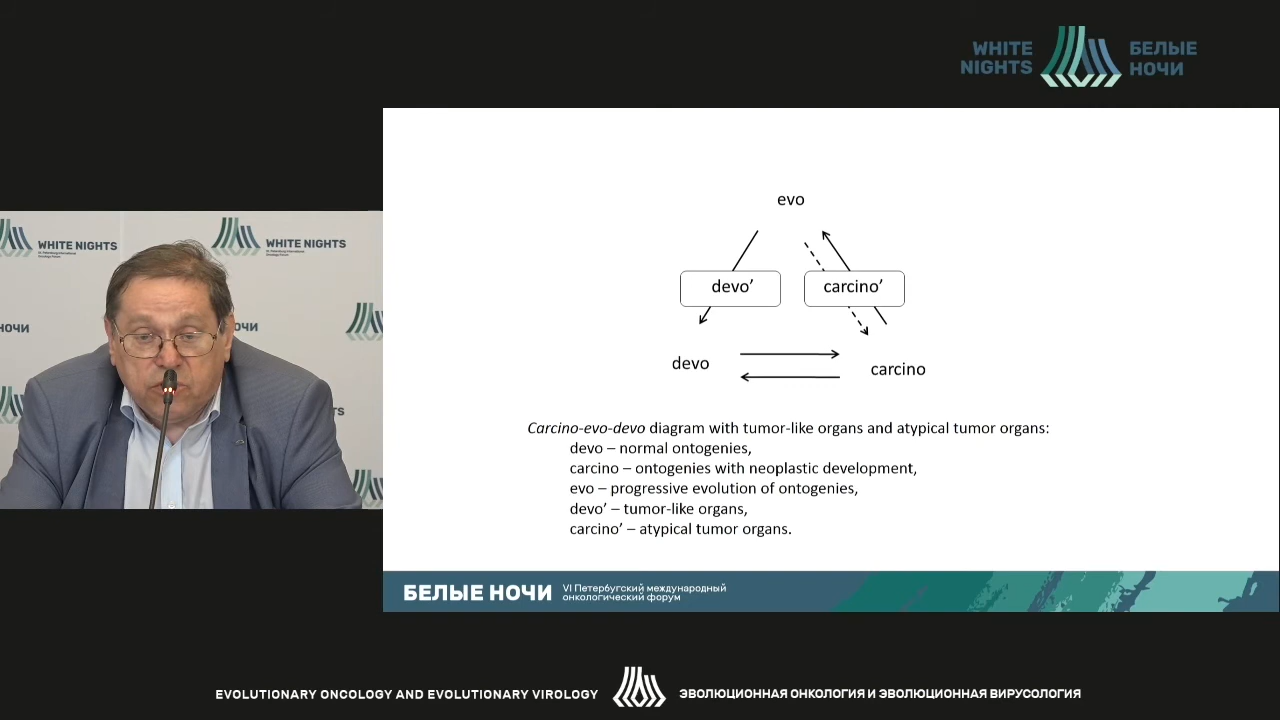 WHITE
NIGHTS
БЕЛЫЕ
НОЧИ
WHITE NIGHTS
WHITE NIGHTS
НОЧИ
evo
devo’
carcino’
devo
carcino
Carcino-evo-devo diagram with tumor-like organs and atypical tumor organs:
devo – normal ontogenies,
carcino – ontogenies with neoplastic development,
evo – progressive evolution of ontogenies,
devo’ – tumor-like organs,
carcino’ – atypical tumor organs.
БЕЛЫЕ НОЧИ
VI Петербугский международный
онкологический форум
EVOLUTIONARY ONCOLOGY AND EVOLUTIONARY VIROLOGY
ЭВОЛЮЦИОННАЯ ОНКОЛОГИЯ И ЭВОЛЮЦИОННАЯ ВИРУСОЛОГИЯ